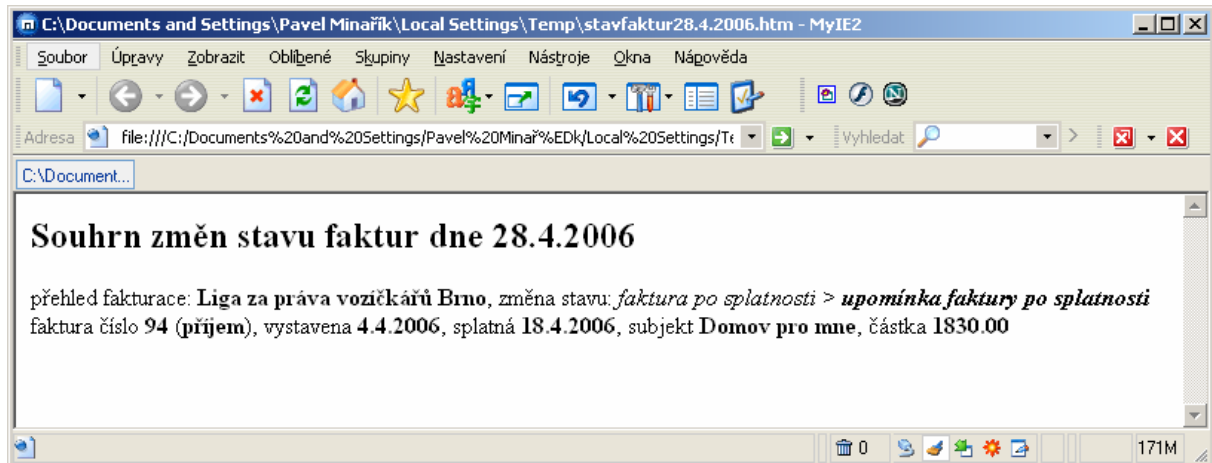 C:\Documents and Settings\Pavel Minařík\Local Settings\Temp\stavfaktur28.4.2006.htm - MyIE2
Soubor Úpravy Zobrazit Oblíbené Skupiny Nastavení Nástroje Okna Nápověda
Adresa file:///C:/Documents%20and%20Settings/Pavel%20Minař%EDk/Local%20Settings/Te Vyhledat
C:\Document...
Souhrn změn stavu faktur dne 28.4.2006
přehled fakturace: Liga za práva vozíčkářů Brno, změna stavu: faktura po splatnosti > upomínka faktury po splatnosti
faktura číslo 94 (příjem), vystavena 4.4.2006, splatná 18.4.2006, subjekt Domov pro mne, částka 1830.00
0 171M